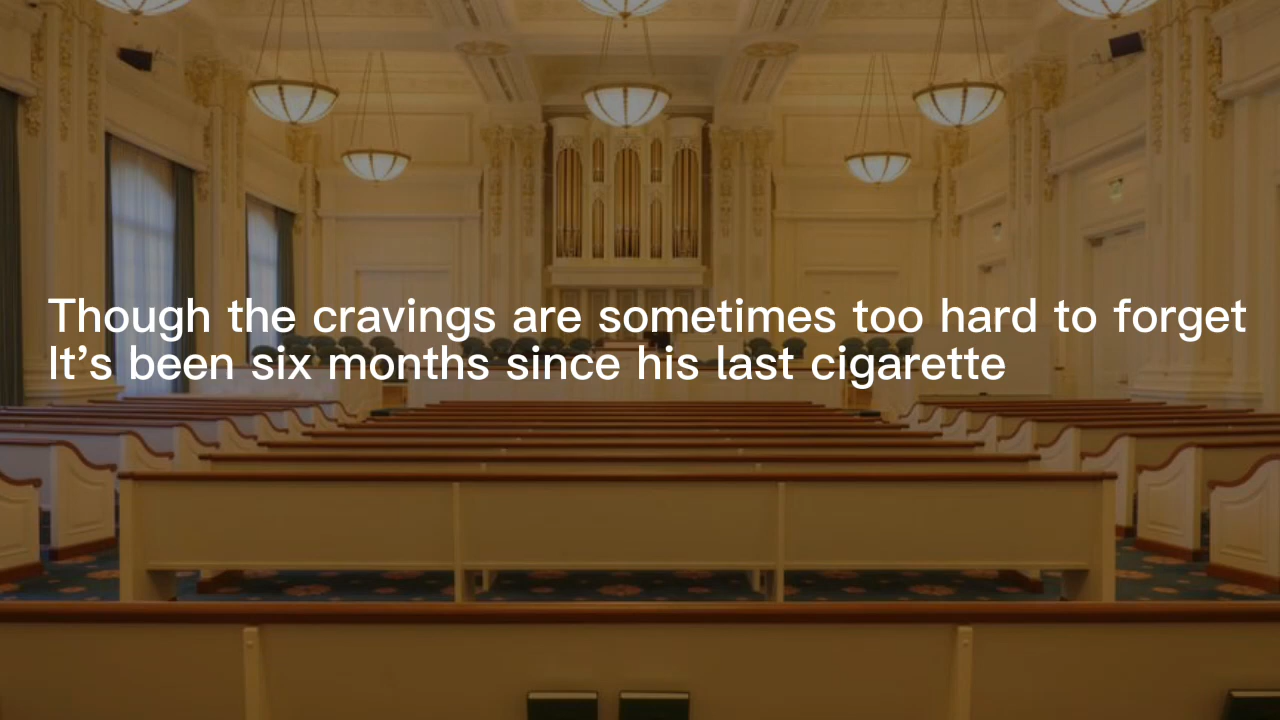 Though the cravings are sometimes too hard to forget
It’s been six months since his last cigarette